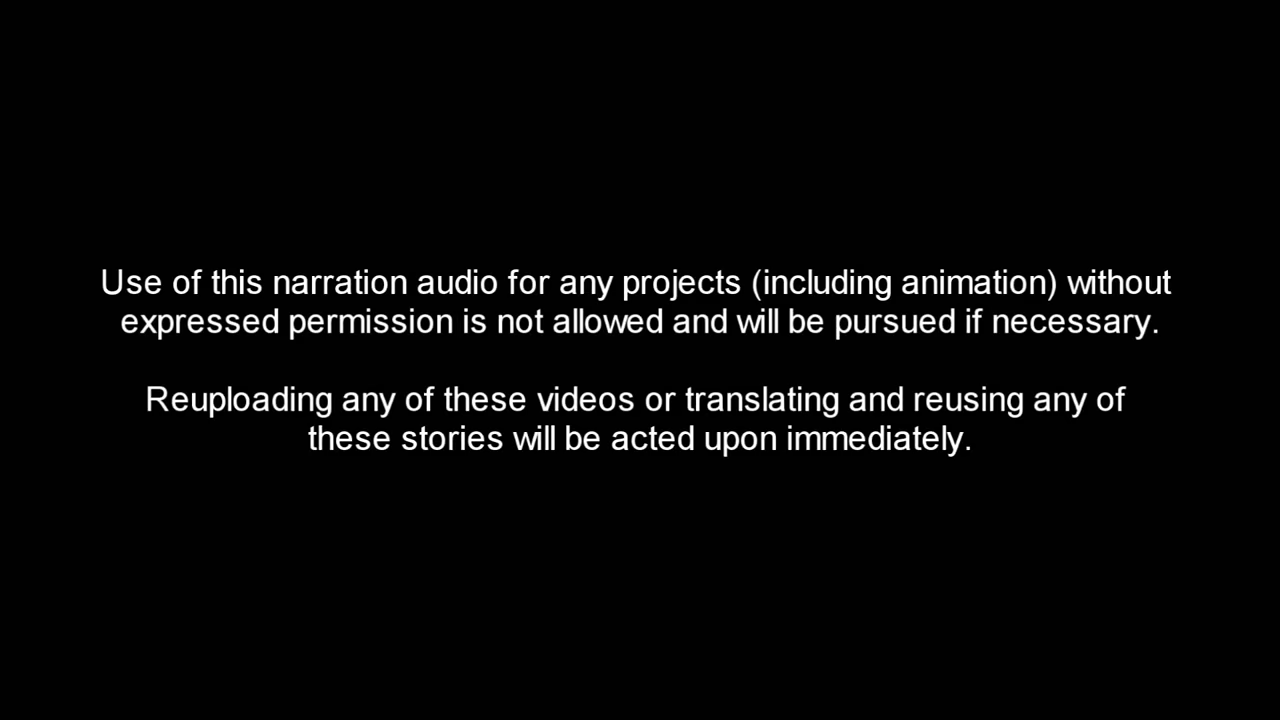 Use of this narration audio for any projects (including animation) without
expressed permission is not allowed and will be pursued if necessary.
Reuploading any of these videos or translating and reusing any of
these stories will be acted upon immediately.